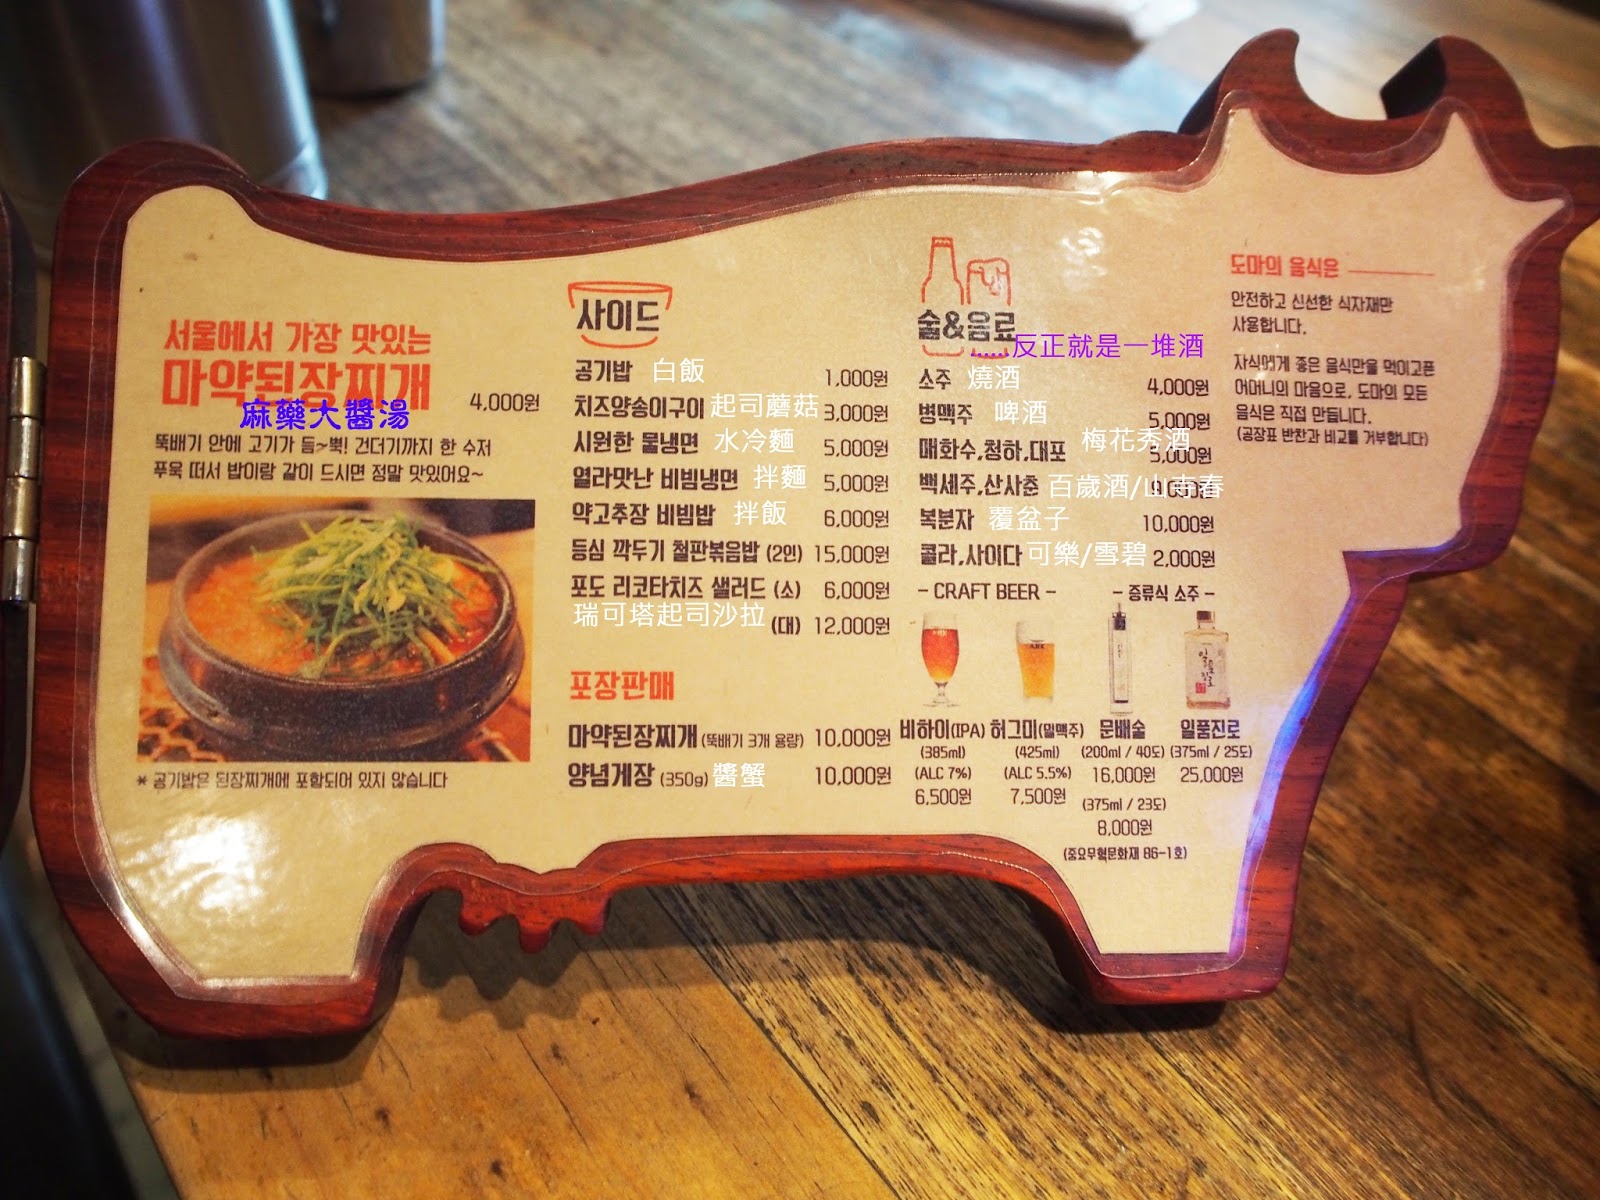 서울에서 가장 맛있는
마약된장찌개 4,000원
麻藥大醬湯
뚝배기 안에 고기가 듬~뿍! 건더기까지 한 수저
푸욱 떠서 밥이랑 같이 드시면 정말 맛있어요~
* 공기밥은 된장찌개에 포함되어 있지 않습니다
사이드
공기밥 白飯 1,000원
치즈양송이구이 起司蘑菇 3,000원
시원한 물냉면 水冷麵 5,000원
열라맛난 비빔냉면 拌麵 5,000원
약고추장 비빔밥 拌飯 6,000원
등심 깍두기 철판볶음밥 (2인) 15,000원
포도 리코타치즈 샐러드 (소) 6,000원
瑞可塔起司沙拉 (대) 12,000원
포장판매
마약된장찌개 (뚝배기 3개 용량) 10,000원
양념게장 (350g) 醬蟹 10,000원
술&음료
......反正就是一堆酒
소주 燒酒 4,000원
병맥주 啤酒 5,000원
매화수,청하,대포 梅花秀酒 5,000원
백세주,산사춘 百歲酒/山寺春
복분자 覆盆子 10,000원
콜라,사이다 可樂/雪碧 2,000원
- CRAFT BEER -
비하이(IPA) 허그미(밀맥주)
(385ml) (425ml)
(ALC 7%) (ALC 5.5%)
6,500원 7,500원
- 증류식 소주 -
문배술 일품진로
(200ml / 40도) (375ml / 25도)
16,000원 25,000원
(375ml / 23도)
8,000원
(중요무형문화재 86-1호)
도마의 음식은
안전하고 신선한 식자재만
사용합니다.
자식에게 좋은 음식만을 먹이고픈
어머니의 마음으로, 도마의 모든
음식은 직접 만듭니다.
(공장표 반찬과 비교를 거부합니다)